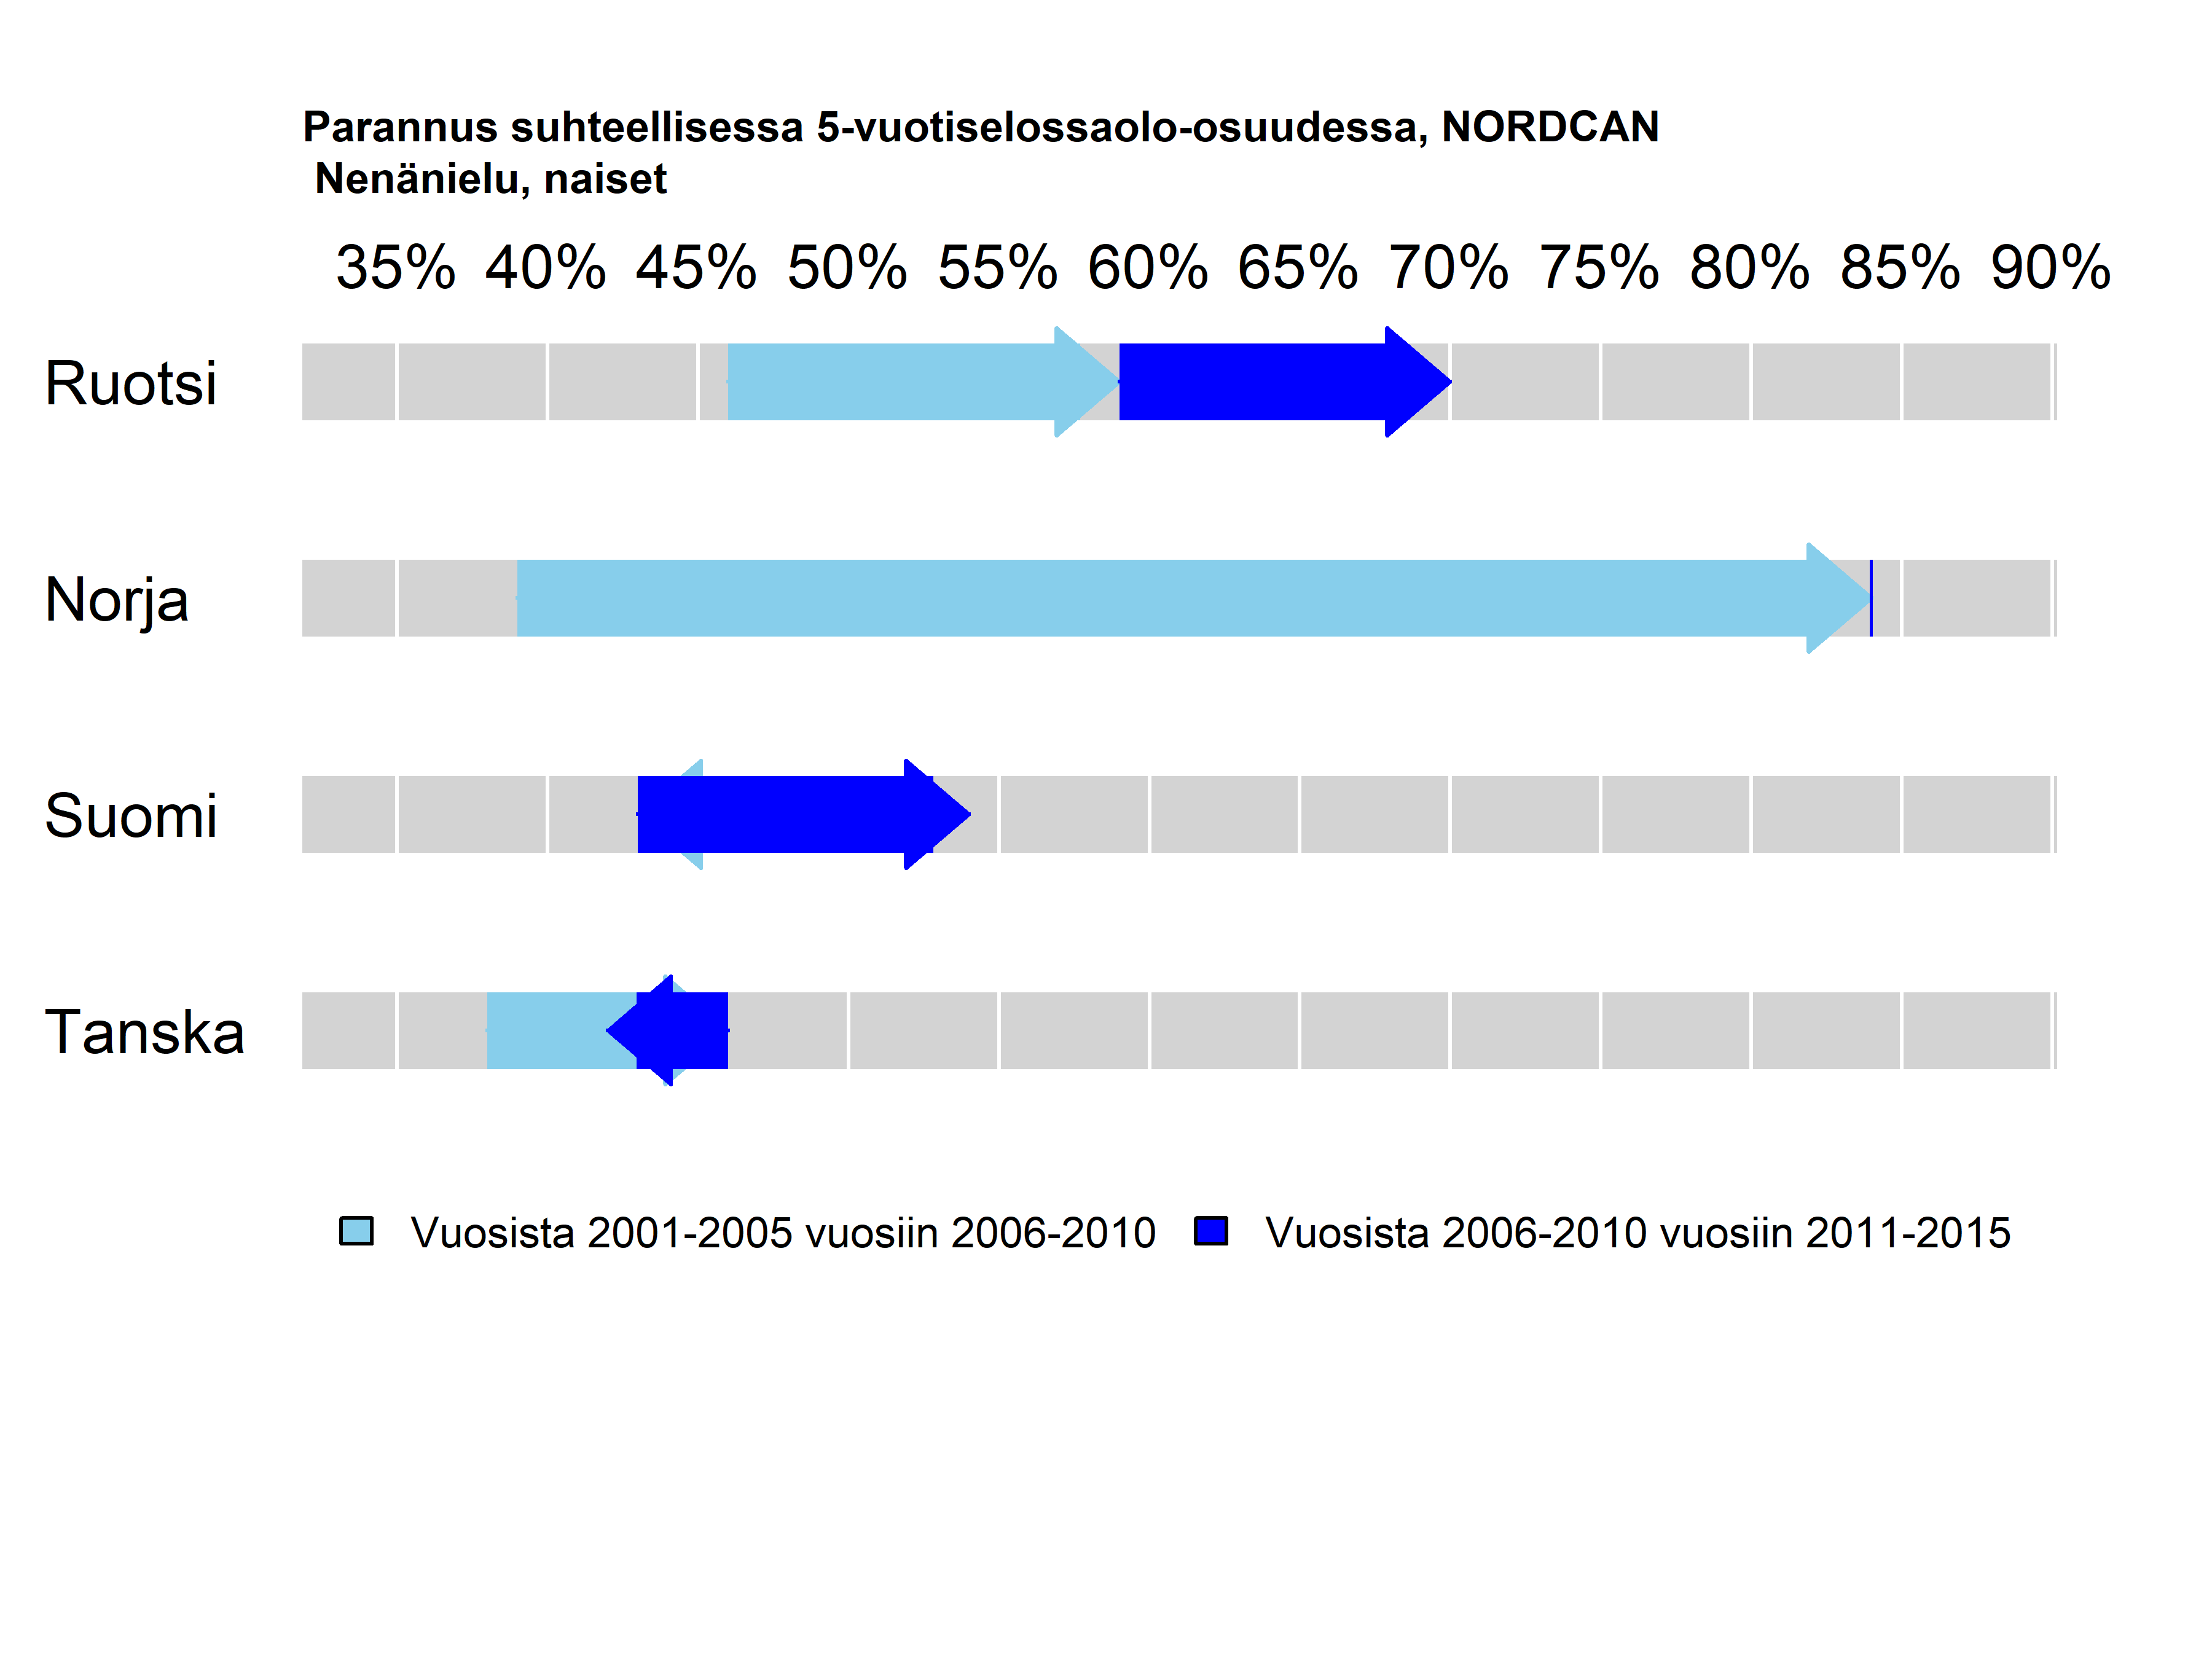 Parannus suhteellisessa 5-vuotiselossaolo-osuudessa, NORDCAN
Nenänielu, naiset
35% 40% 45% 50% 55% 60% 65% 70% 75% 80% 85% 90%
Ruotsi
Norja
Suomi
Tanska
Vuosista 2001-2005 vuosiin 2006-2010 Vuosista 2006-2010 vuosiin 2011-2015